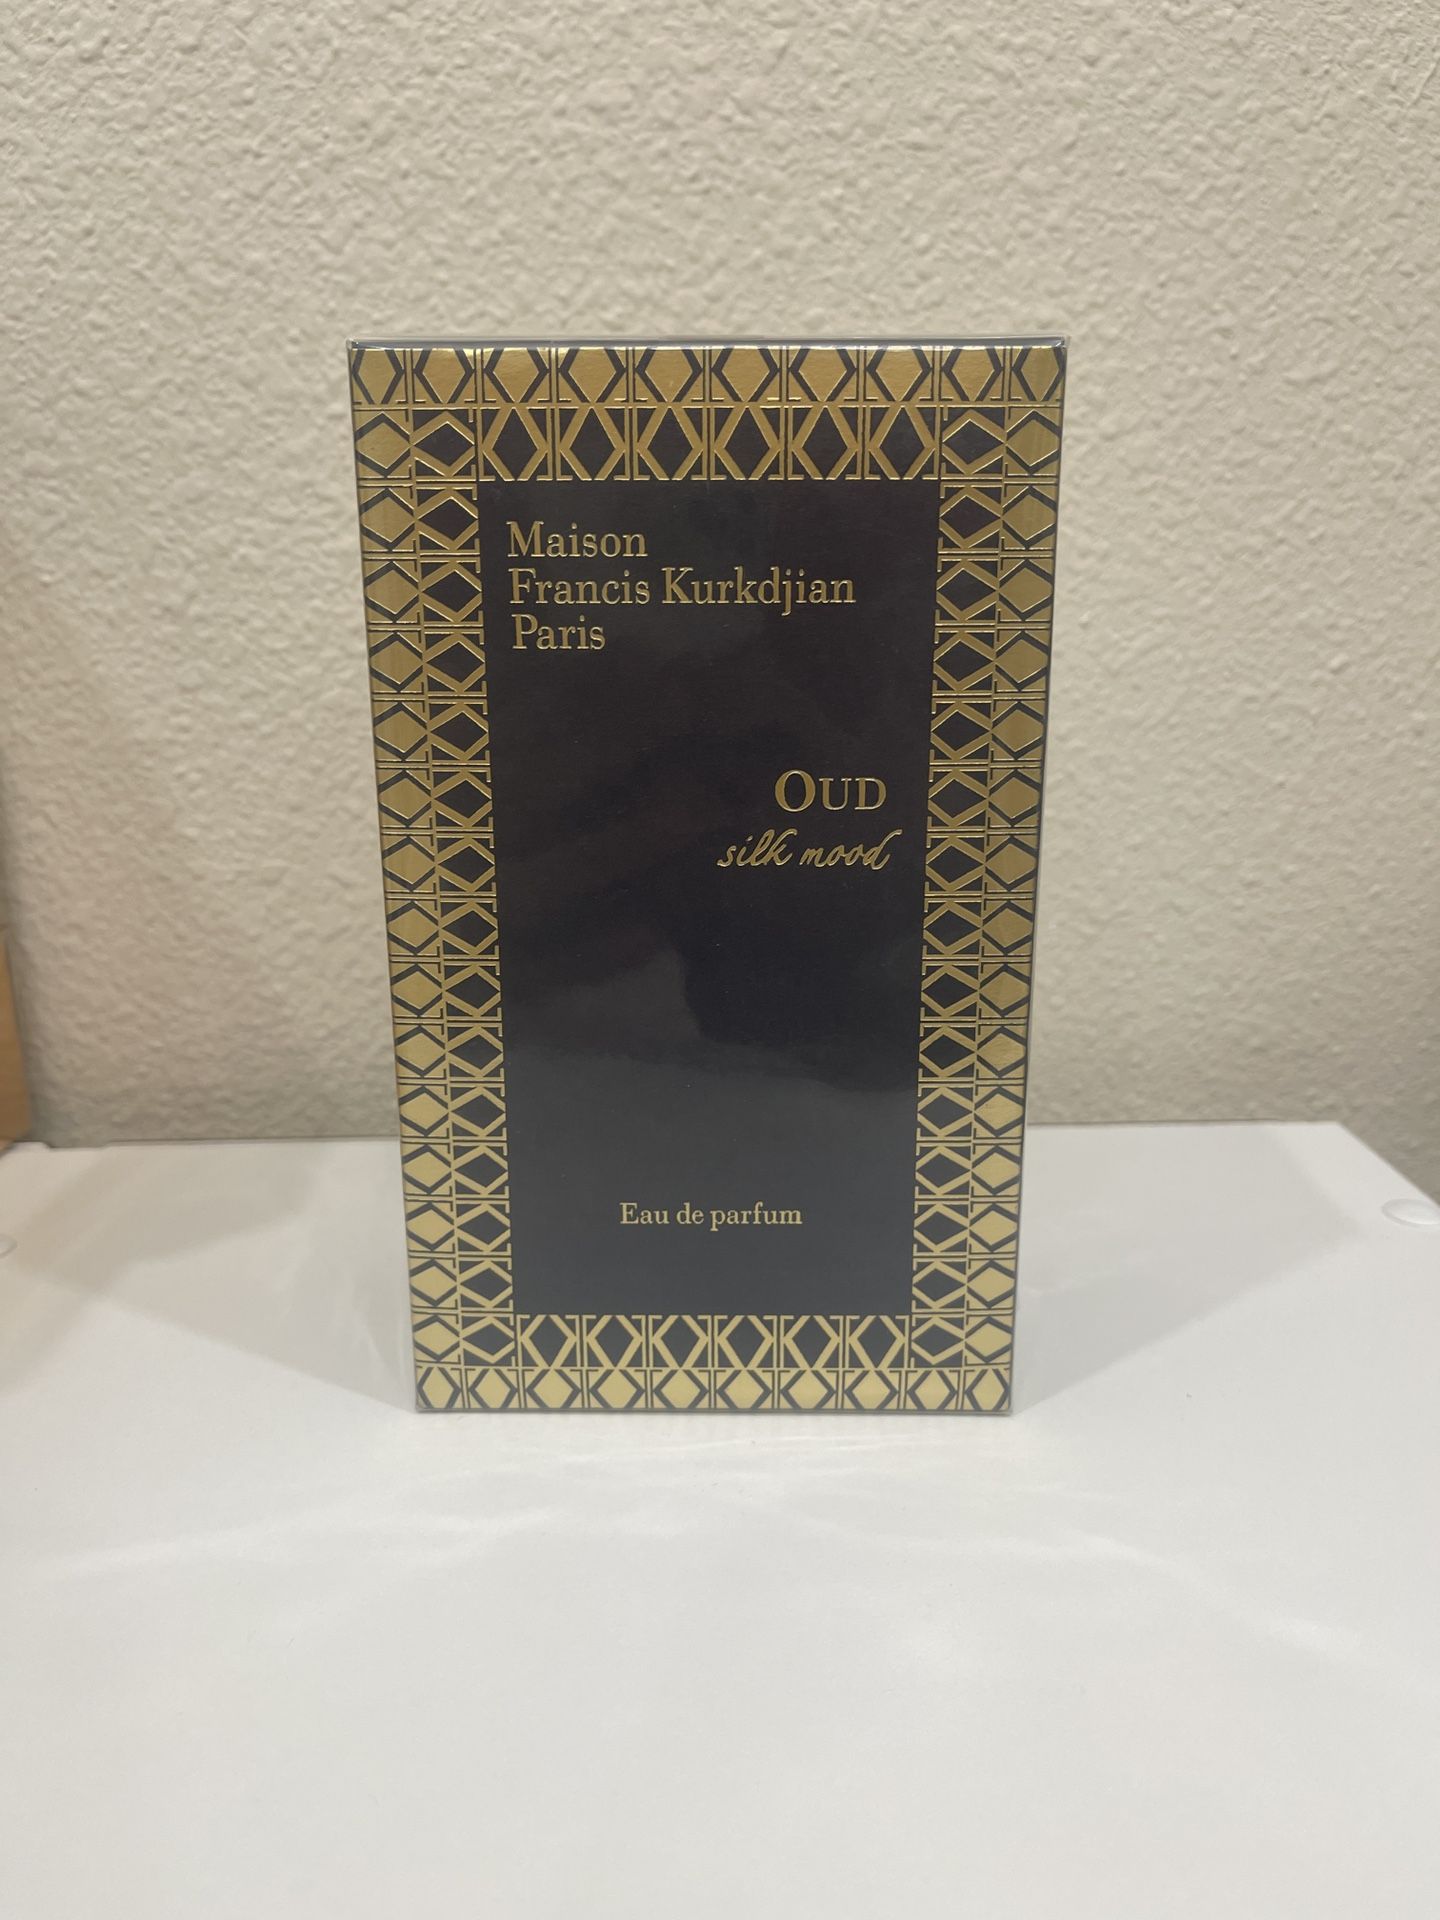 Maison
Francis Kurkdjian
Paris
OUD
silk mood
Eau de parfum